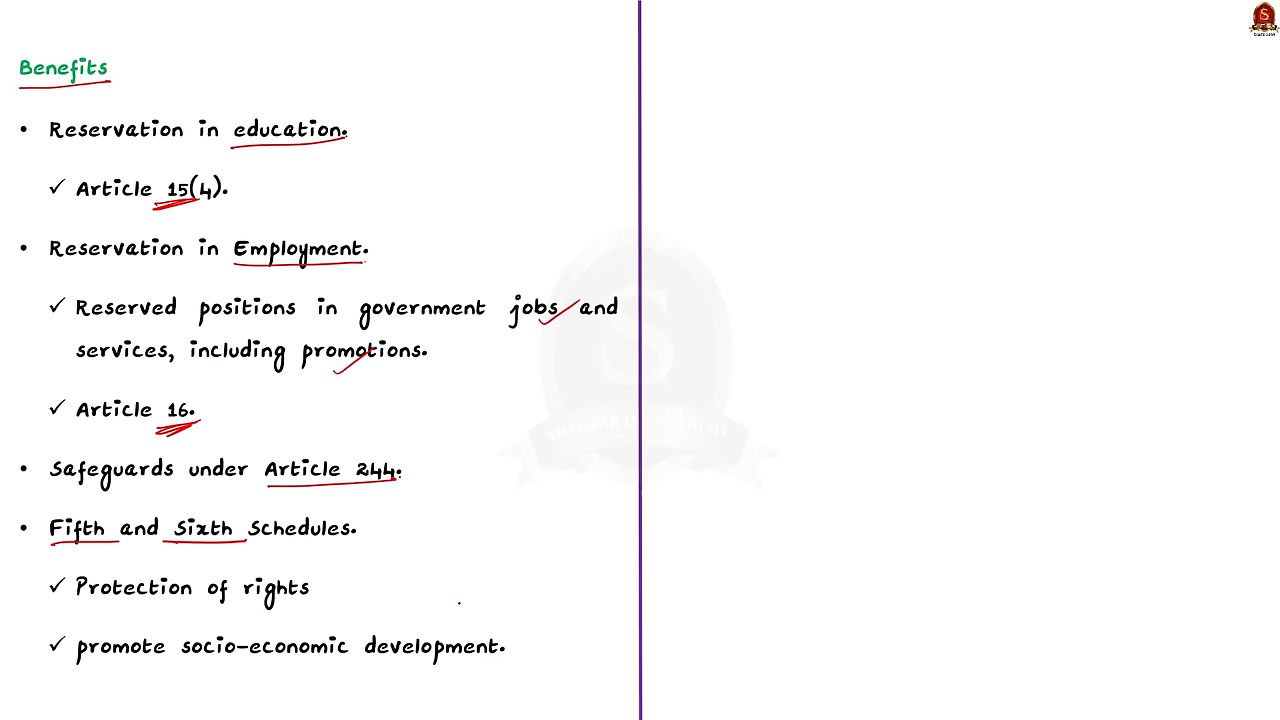 Benefits
• Reservation in education.
✓ Article 15(4).
• Reservation in Employment.
✓ Reserved positions in government jobs and
services, including promotions.
✓ Article 16.
• Safeguards under Article 244.
• Fifth and Sixth Schedules.
✓ Protection of rights
✓ promote socio-economic development.